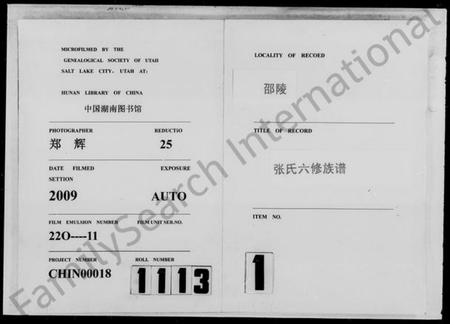 MICROFILMED BY THE
GENEALOGICAL SOCIETY OF UTAH
SALT LAKE CITY, UTAH AT:
HUNAN LIBRARY OF CHINA
中国湖南图书馆
PHOTOGRAPHER REDUCTIO
郑 辉 25
DATE FILMED EXPOSURE
SETTION
2009 AUTO
FILM EMULSION NUMBER FILM UNIT SER.NO.
22O----11
PROJECT NUMBER ROLL NUMBER
CHIN00018 1113
LOCALITY OF RECOED
邵陵
TITLE OF RECORD
张氏六修族谱
ITEM NO.
1
FamilySearch International